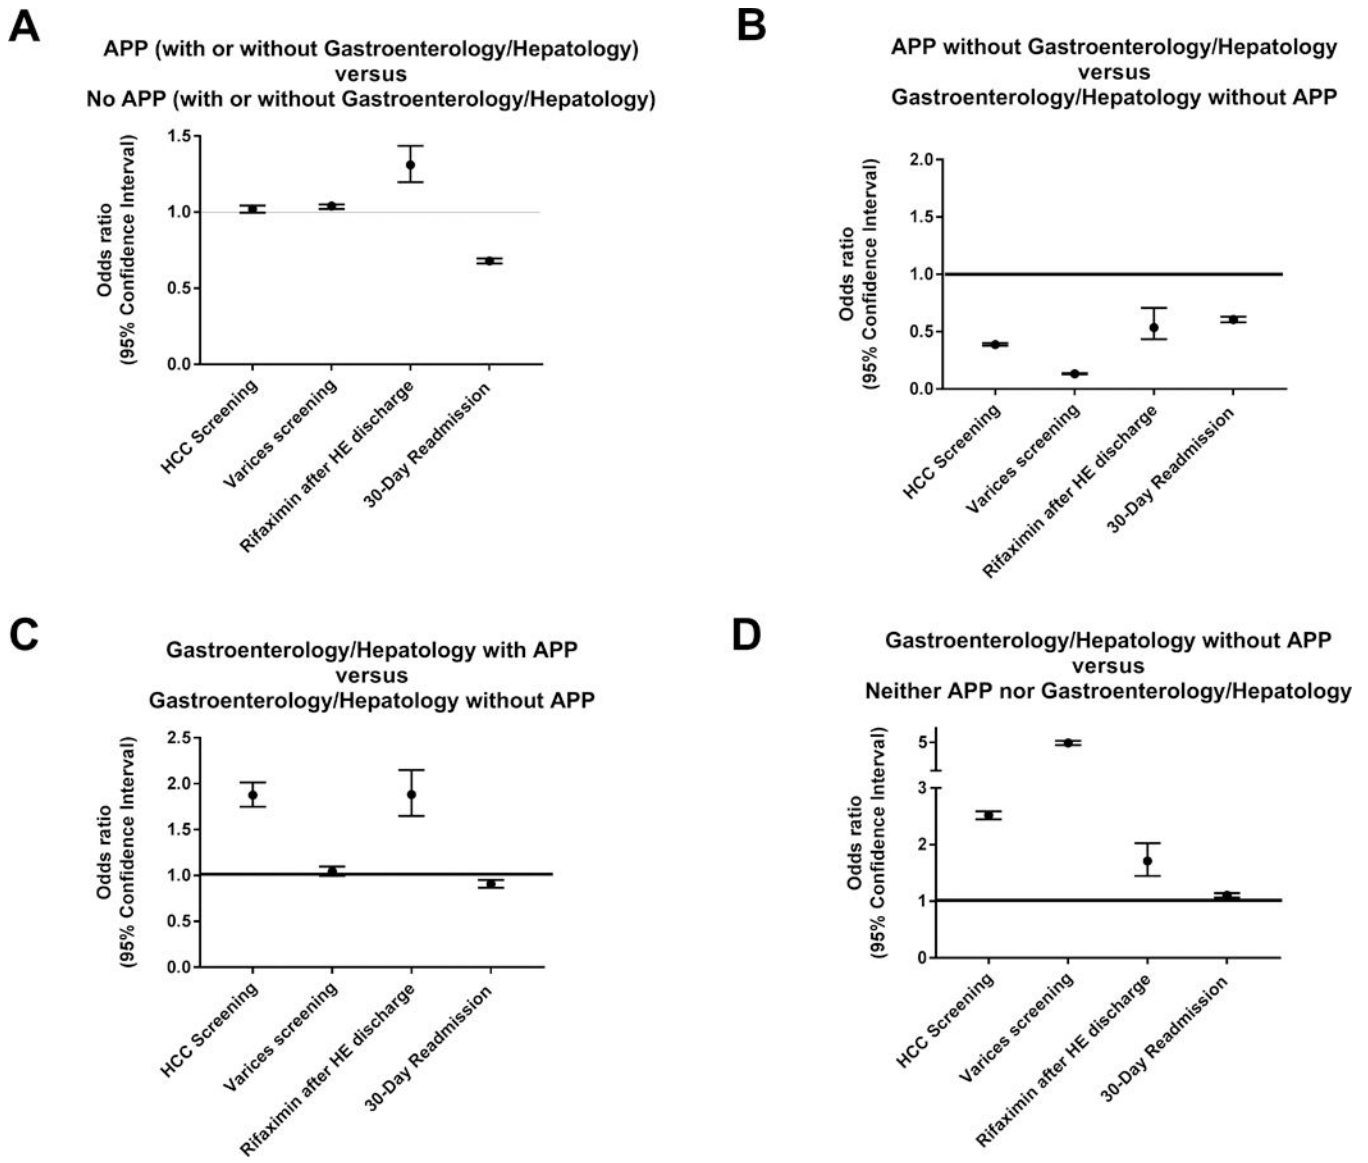 A
APP (with or without Gastroenterology/Hepatology)
versus
No APP (with or without Gastroenterology/Hepatology)
Odds ratio
(95% Confidence Interval)
1.5
1.0
0.5
0.0
HCC Screening
Varices screening
Rifaximin after HE discharge
30-Day Readmission
B
APP without Gastroenterology/Hepatology
versus
Gastroenterology/Hepatology without APP
Odds ratio
(95% Confidence Interval)
2.0
1.5
1.0
0.5
0.0
HCC Screening
Varices screening
Rifaximin after HE discharge
30-Day Readmission
C
Gastroenterology/Hepatology with APP
versus
Gastroenterology/Hepatology without APP
Odds ratio
(95% Confidence Interval)
2.5
2.0
1.5
1.0
0.5
0.0
HCC Screening
Varices screening
Rifaximin after HE discharge
30-Day Readmission
D
Gastroenterology/Hepatology without APP
versus
Neither APP nor Gastroenterology/Hepatology
Odds ratio
(95% Confidence Interval)
5
3
2
1
0
HCC Screening
Varices screening
Rifaximin after HE discharge
30-Day Readmission